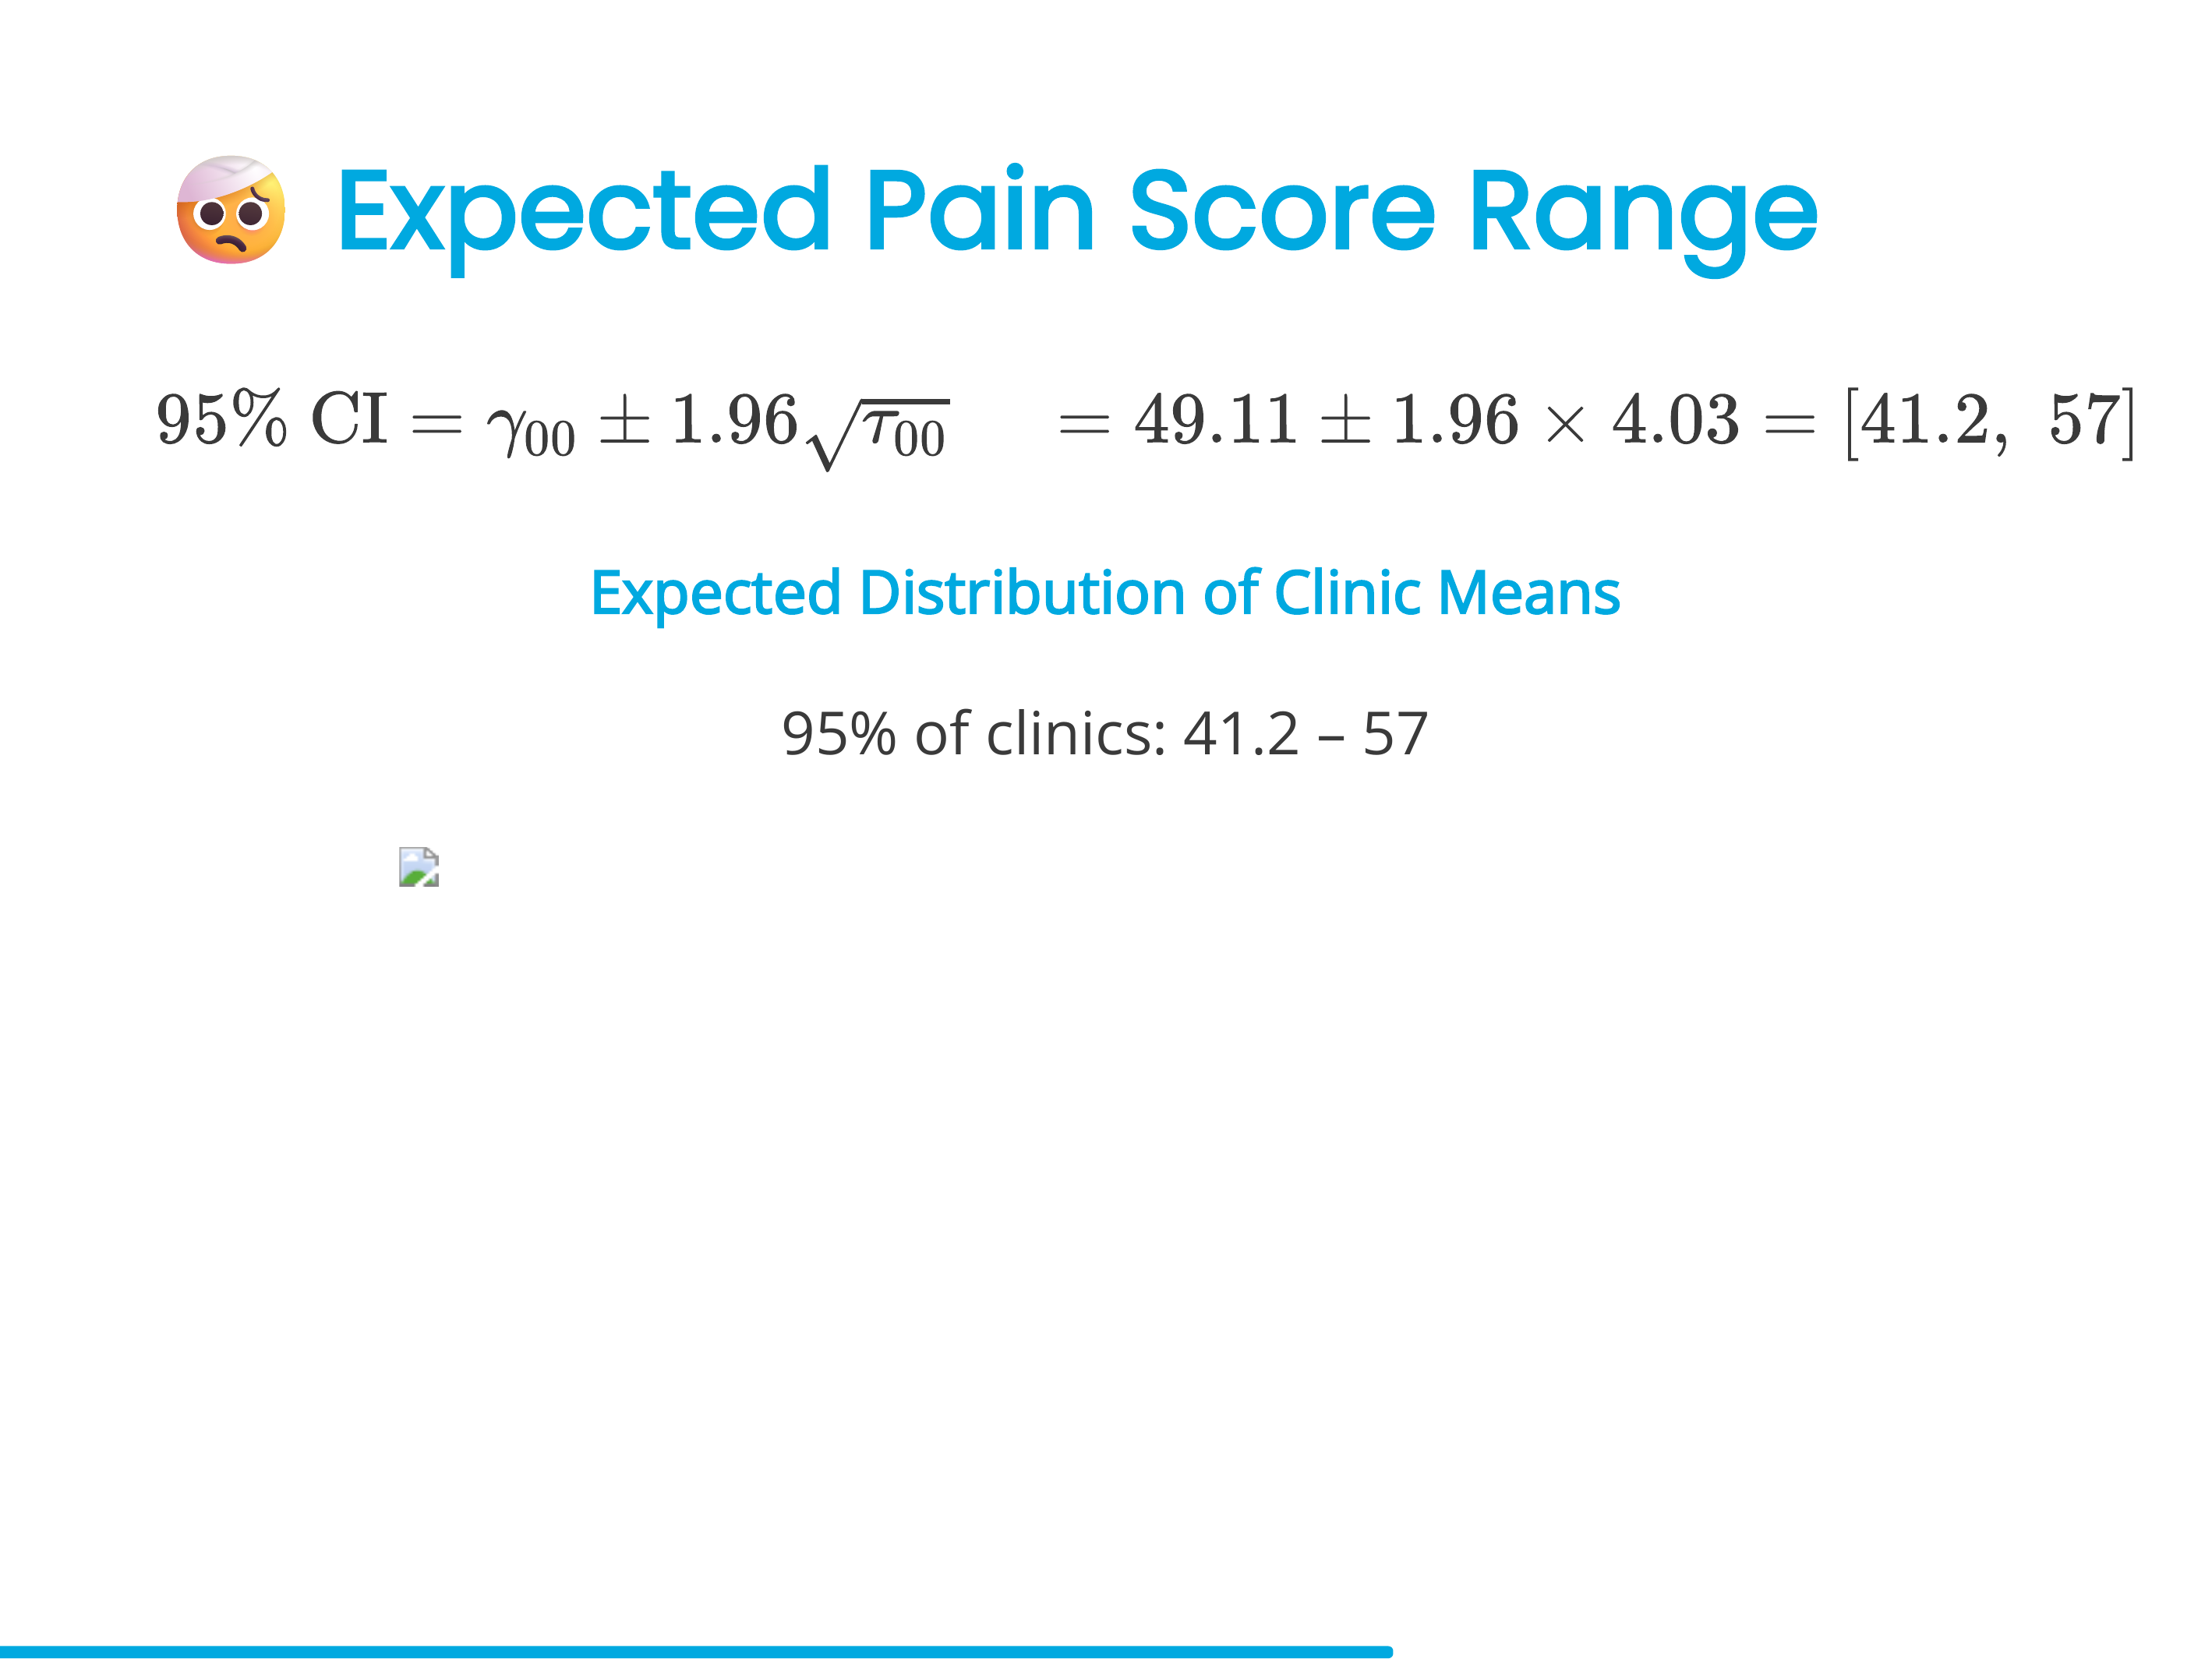 🤕 Expected Pain Score Range
95% CI = γ₀₀ ± 1.96√τ₀₀ = 49.11 ± 1.96 × 4.03 = [41.2, 57]
Expected Distribution of Clinic Means
95% of clinics: 41.2 – 57